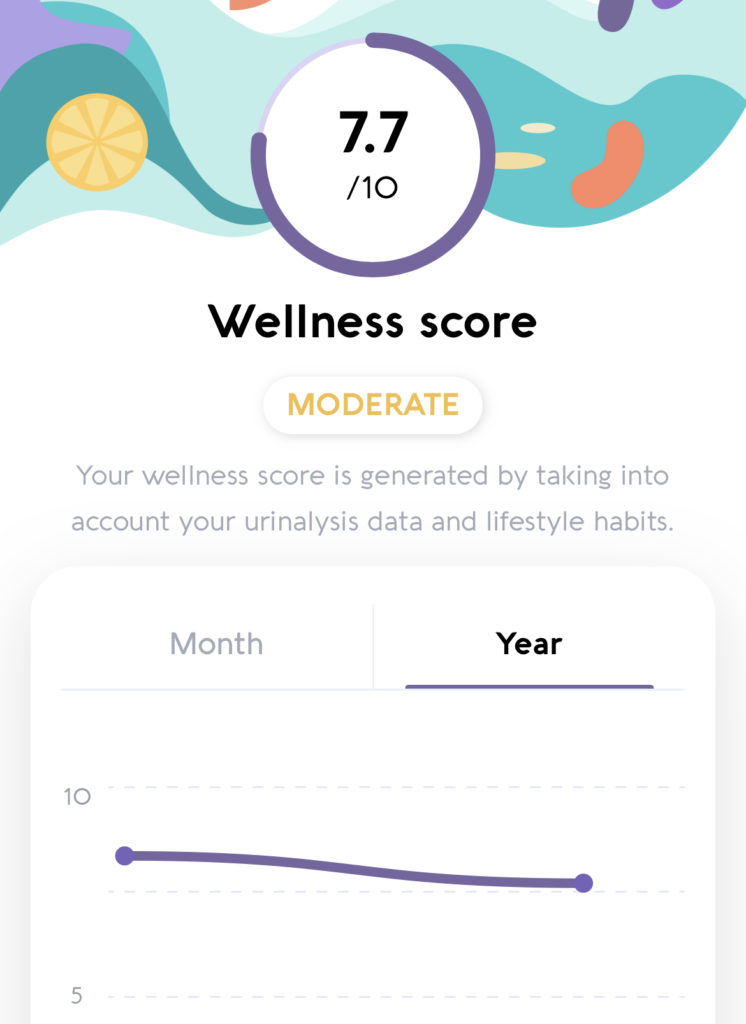 7.7
/10
Wellness score
MODERATE
Your wellness score is generated by taking into
account your urinalysis data and lifestyle habits.
Month
Year
10
5